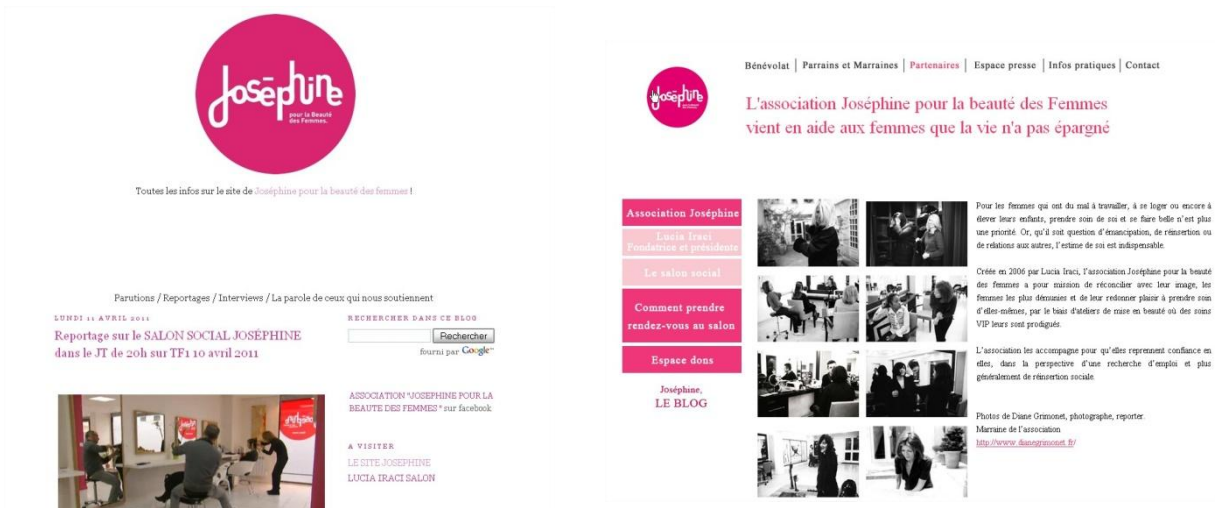 Joséphine
pour la Beauté
des Femmes.
Toutes les infos sur le site de Joséphine pour la beauté des femmes !
Parutions / Reportages / Interviews / La parole de ceux qui nous soutiennent
LUNDI 11 AVRIL 2011
Reportage sur le SALON SOCIAL JOSÉPHINE
dans le JT de 20h sur TF1 10 avril 2011
RECHERCHER DANS CE BLOG
Rechercher
fourni par Google™
ASSOCIATION "JOSEPHINE POUR LA
BEAUTE DES FEMMES " sur facebook
A VISITER
LE SITE JOSEPHINE
LUCIA IRACI SALON
Bénévolat | Parrains et Marraines | Partenaires | Espace presse | Infos pratiques | Contact
Joséphine
L'association Joséphine pour la beauté des Femmes
vient en aide aux femmes que la vie n'a pas épargné
Association Joséphine
Lucia Iraci
Fondatrice et présidente
Le salon social
Comment prendre
rendez-vous au salon
Espace dons
Joséphine,
LE BLOG
Pour les femmes qui ont du mal à travailler, à se loger ou encore à
élever leurs enfants, prendre soin de soi et se faire belle n'est plus
une priorité. Or, qu'il soit question d'émancipation, de réinsertion ou
de relations aux autres, l'estime de soi est indispensable.
Créée en 2006 par Lucia Iraci, l'association Joséphine pour la beauté
des femmes a pour mission de réconcilier avec leur image, les
femmes les plus démunies et de leur redonner plaisir à prendre soin
d'elles-mêmes, par le biais d'ateliers de mise en beauté où des soins
VIP leurs sont prodigués.
L'association les accompagne pour qu'elles reprennent confiance en
elles, dans la perspective d'une recherche d'emploi et plus
généralement de réinsertion sociale.
Photos de Diane Grimonet, photographe, reporter.
Marraine de l'association
http://www.dianegrimonet.fr/